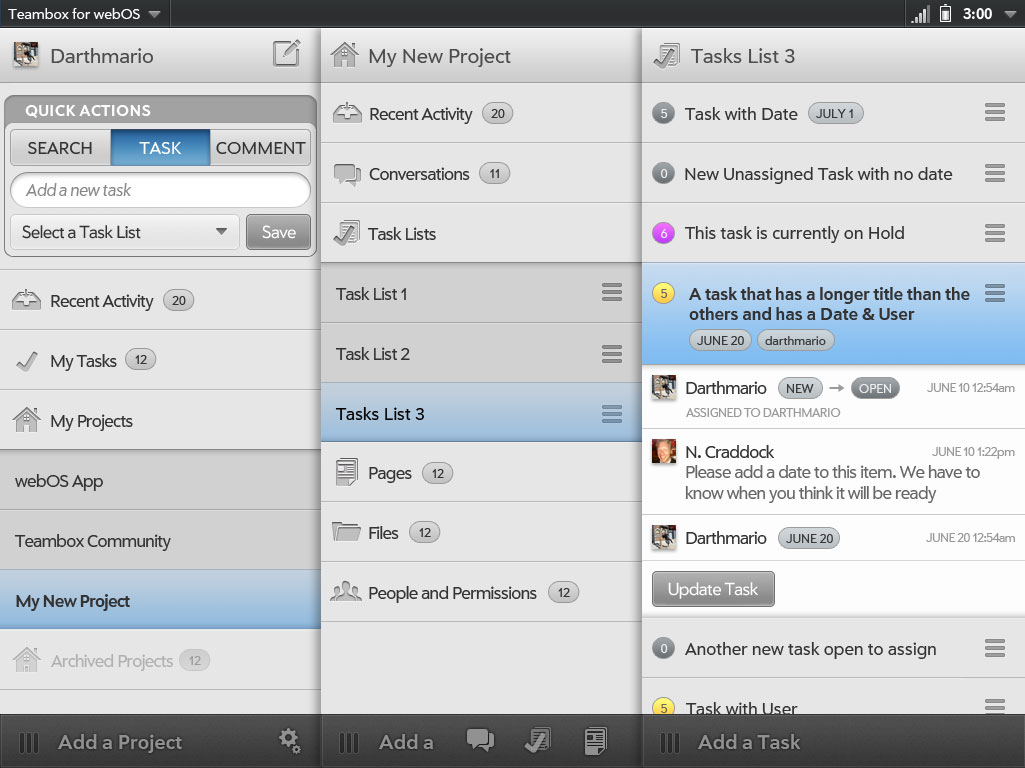 Teambox for webOS
3:00
Darthmario
QUICK ACTIONS
SEARCH
TASK
COMMENT
Add a new task
Select a Task List
Save
Recent Activity 20
My Tasks 12
My Projects
webOS App
Teambox Community
My New Project
Archived Projects 12
Add a Project
My New Project
Recent Activity 20
Conversations 11
Task Lists
Task List 1
Task List 2
Tasks List 3
Pages 12
Files 12
People and Permissions 12
Add a
Tasks List 3
5 Task with Date JULY 1
0 New Unassigned Task with no date
6 This task is currently on Hold
5 A task that has a longer title than the
others and has a Date & User
JUNE 20 darthmario
Darthmario NEW → OPEN JUNE 10 12:54am
ASSIGNED TO DARTHMARIO
N. Craddock JUNE 10 1:22pm
Please add a date to this item. We have to
know when you think it will be ready
Darthmario JUNE 20 JUNE 20 12:54am
Update Task
0 Another new task open to assign
5 Task with User
Add a Task